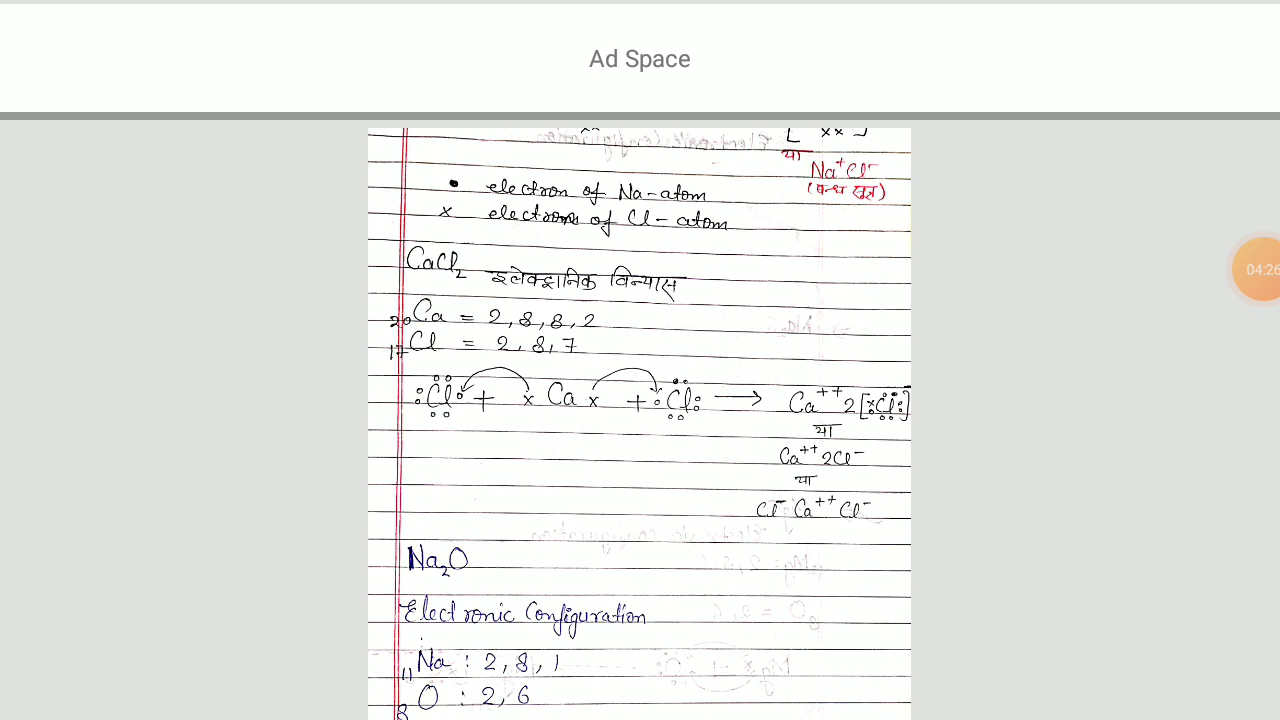 Ad Space
या
Na⁺Cl⁻
(बन्ध सूत्र)
• electron of Na-atom
x electrons of Cl-atom
04:26
CaCl₂ इलेक्ट्रानिक विन्यास
₂₀Ca = 2, 8, 8, 2
₁₇Cl = 2, 8, 7
Cl + x Ca x + Cl → Ca⁺⁺ 2[xCl]⁻
या
Ca⁺⁺2Cl⁻
या
Cl⁻ Ca⁺⁺ Cl⁻
Na₂O
Electronic Configuration
₁₁Na : 2, 8, 1
₈O : 2, 6